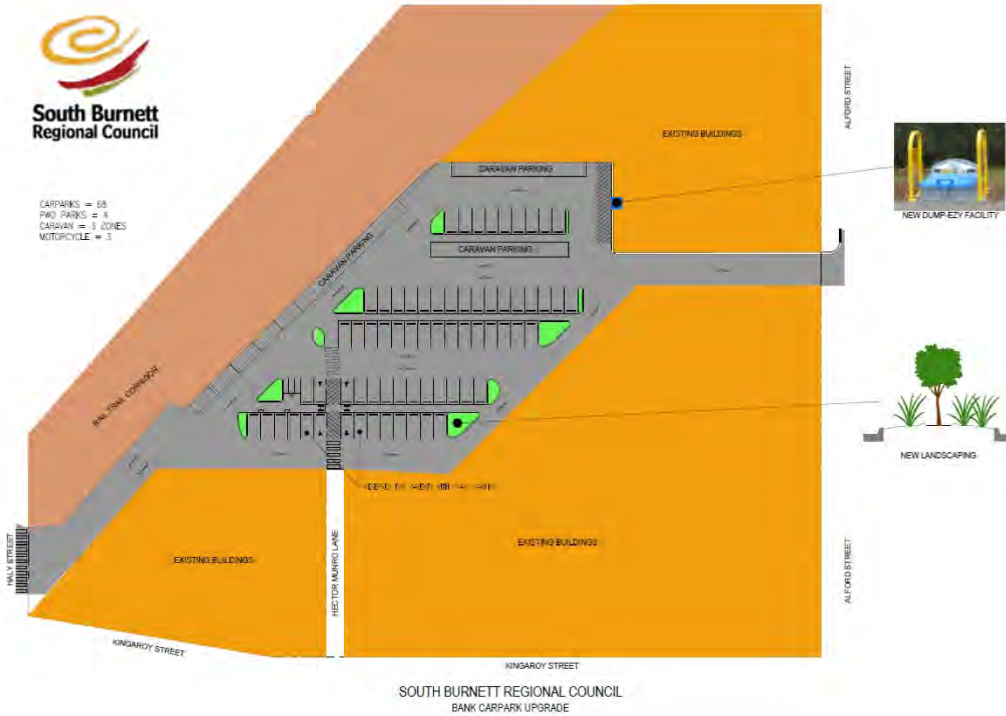 South Burnett
Regional Council
CARPARKS = 68
PWD PARKS = 4
CARAVAN = 3 ZONES
MOTORCYCLE = 3
EXISTING BUILDINGS
ALFORD STREET
CARAVAN PARKING
NEW DUMP-EZY FACILITY
CARAVAN PARKING
CARAVAN PARKING
RAIL TRAIL CORRIDOR
NEW LANDSCAPING
HALY STREET
EXISTING BUILDINGS
HECTOR MUNRO LANE
EXISTING BUILDINGS
ALFORD STREET
KINGAROY STREET
KINGAROY STREET
SOUTH BURNETT REGIONAL COUNCIL
BANK CARPARK UPGRADE